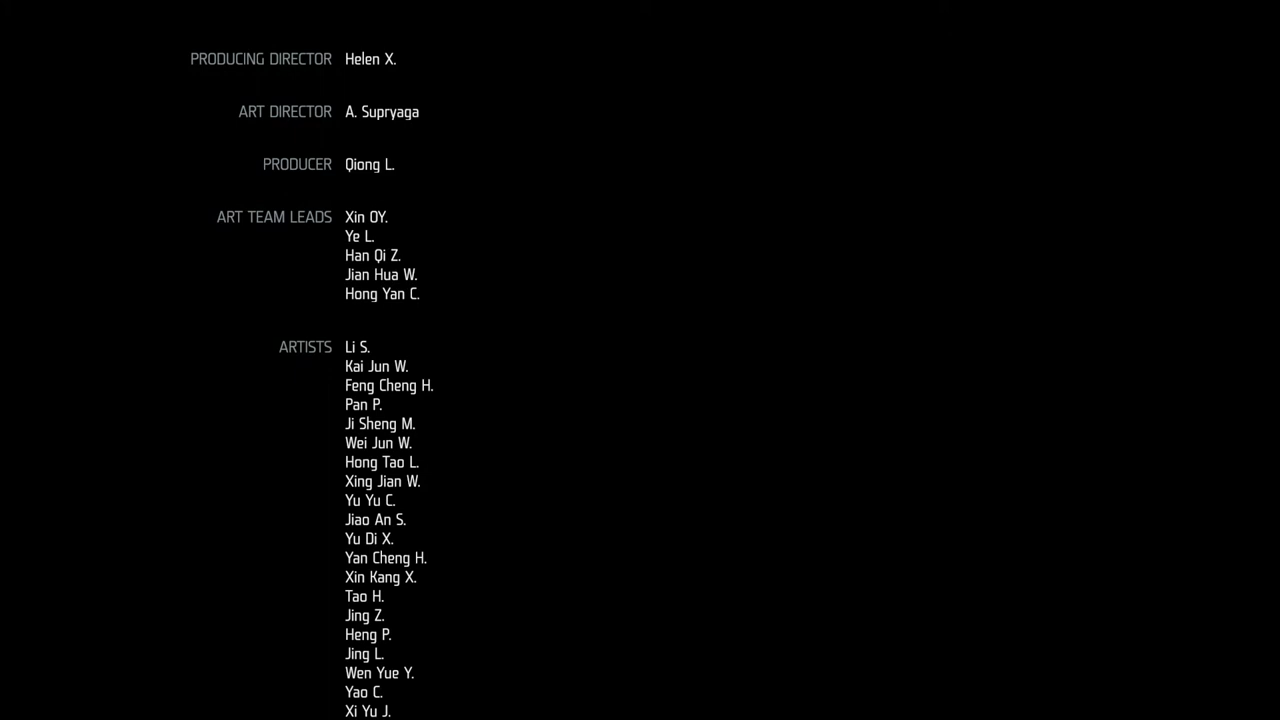 PRODUCING DIRECTOR Helen X.
ART DIRECTOR A. Supryaga
PRODUCER Qiong L.
ART TEAM LEADS Xin OY.
Ye L.
Han Qi Z.
Jian Hua W.
Hong Yan C.
ARTISTS Li S.
Kai Jun W.
Feng Cheng H.
Pan P.
Ji Sheng M.
Wei Jun W.
Hong Tao L.
Xing Jian W.
Yu Yu C.
Jiao An S.
Yu Di X.
Yan Cheng H.
Xin Kang X.
Tao H.
Jing Z.
Heng P.
Jing L.
Wen Yue Y.
Yao C.
Xi Yu J.